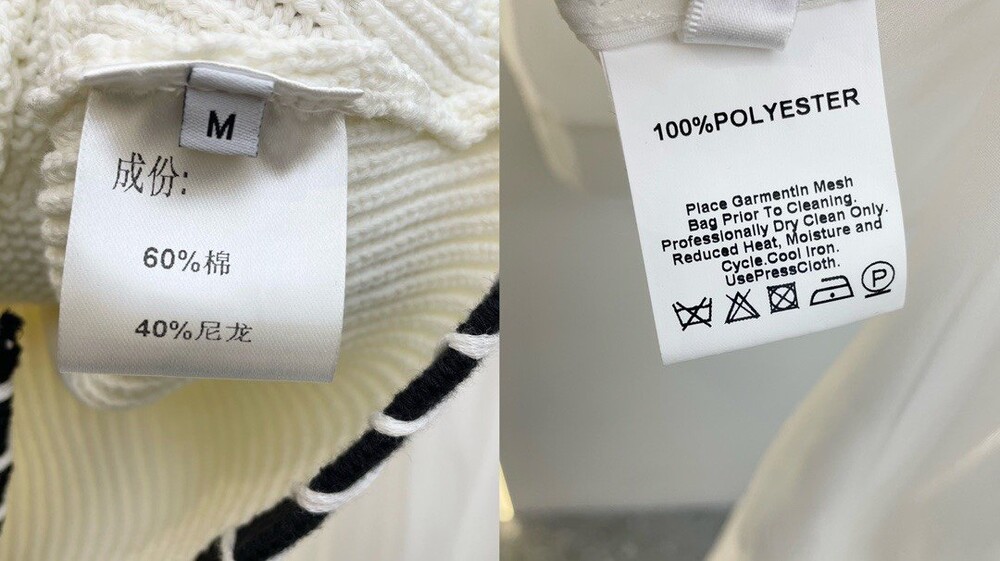 M
成份:
60%棉
40%尼龙
100%POLYESTER
Place GarmentIn Mesh
Bag Prior To Cleaning.
Professionally Dry Clean Only.
Reduced Heat, Moisture and
Cycle.Cool Iron.
UsePressCloth.
P